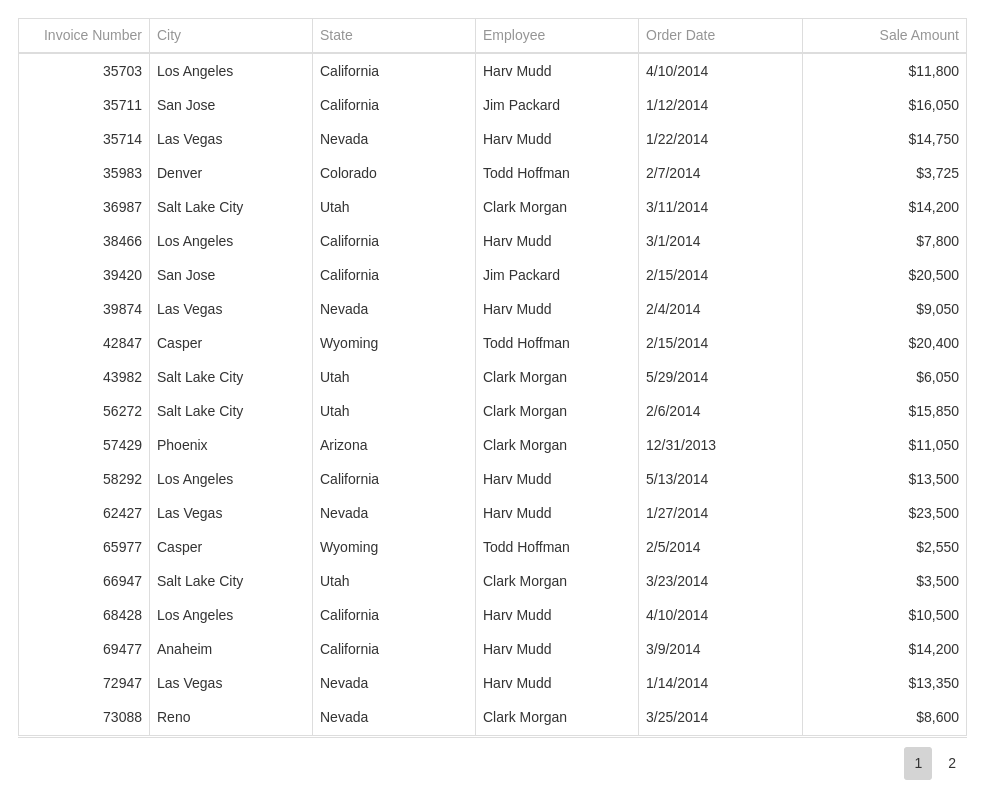 Invoice Number City State Employee Order Date Sale Amount
35703 Los Angeles California Harv Mudd 4/10/2014 $11,800
35711 San Jose California Jim Packard 1/12/2014 $16,050
35714 Las Vegas Nevada Harv Mudd 1/22/2014 $14,750
35983 Denver Colorado Todd Hoffman 2/7/2014 $3,725
36987 Salt Lake City Utah Clark Morgan 3/11/2014 $14,200
38466 Los Angeles California Harv Mudd 3/1/2014 $7,800
39420 San Jose California Jim Packard 2/15/2014 $20,500
39874 Las Vegas Nevada Harv Mudd 2/4/2014 $9,050
42847 Casper Wyoming Todd Hoffman 2/15/2014 $20,400
43982 Salt Lake City Utah Clark Morgan 5/29/2014 $6,050
56272 Salt Lake City Utah Clark Morgan 2/6/2014 $15,850
57429 Phoenix Arizona Clark Morgan 12/31/2013 $11,050
58292 Los Angeles California Harv Mudd 5/13/2014 $13,500
62427 Las Vegas Nevada Harv Mudd 1/27/2014 $23,500
65977 Casper Wyoming Todd Hoffman 2/5/2014 $2,550
66947 Salt Lake City Utah Clark Morgan 3/23/2014 $3,500
68428 Los Angeles California Harv Mudd 4/10/2014 $10,500
69477 Anaheim California Harv Mudd 3/9/2014 $14,200
72947 Las Vegas Nevada Harv Mudd 1/14/2014 $13,350
73088 Reno Nevada Clark Morgan 3/25/2014 $8,600
1 2